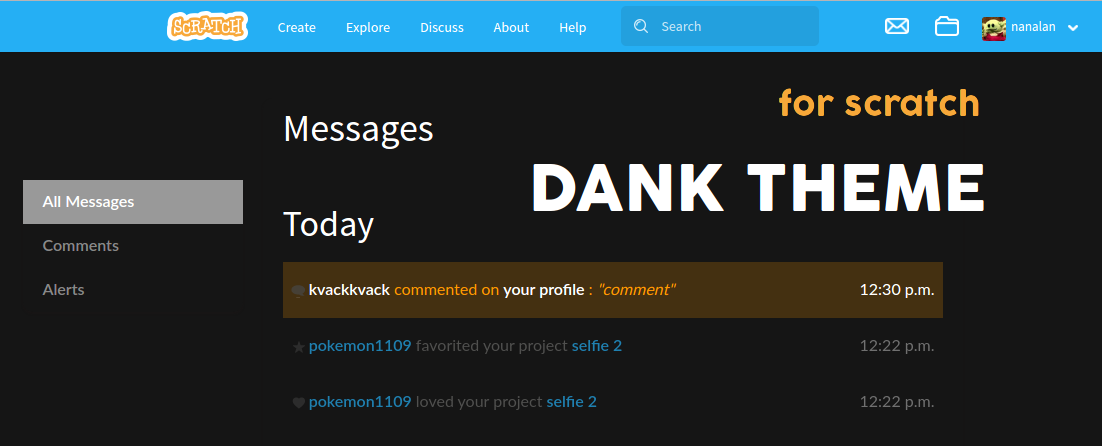 SCRATCH Create Explore Discuss About Help Search nanalan
for scratch
Messages
DANK THEME
All Messages
Today
Comments
Alerts
kvackkvack commented on your profile : "comment" 12:30 p.m.
pokemon1109 favorited your project selfie 2 12:22 p.m.
pokemon1109 loved your project selfie 2 12:22 p.m.